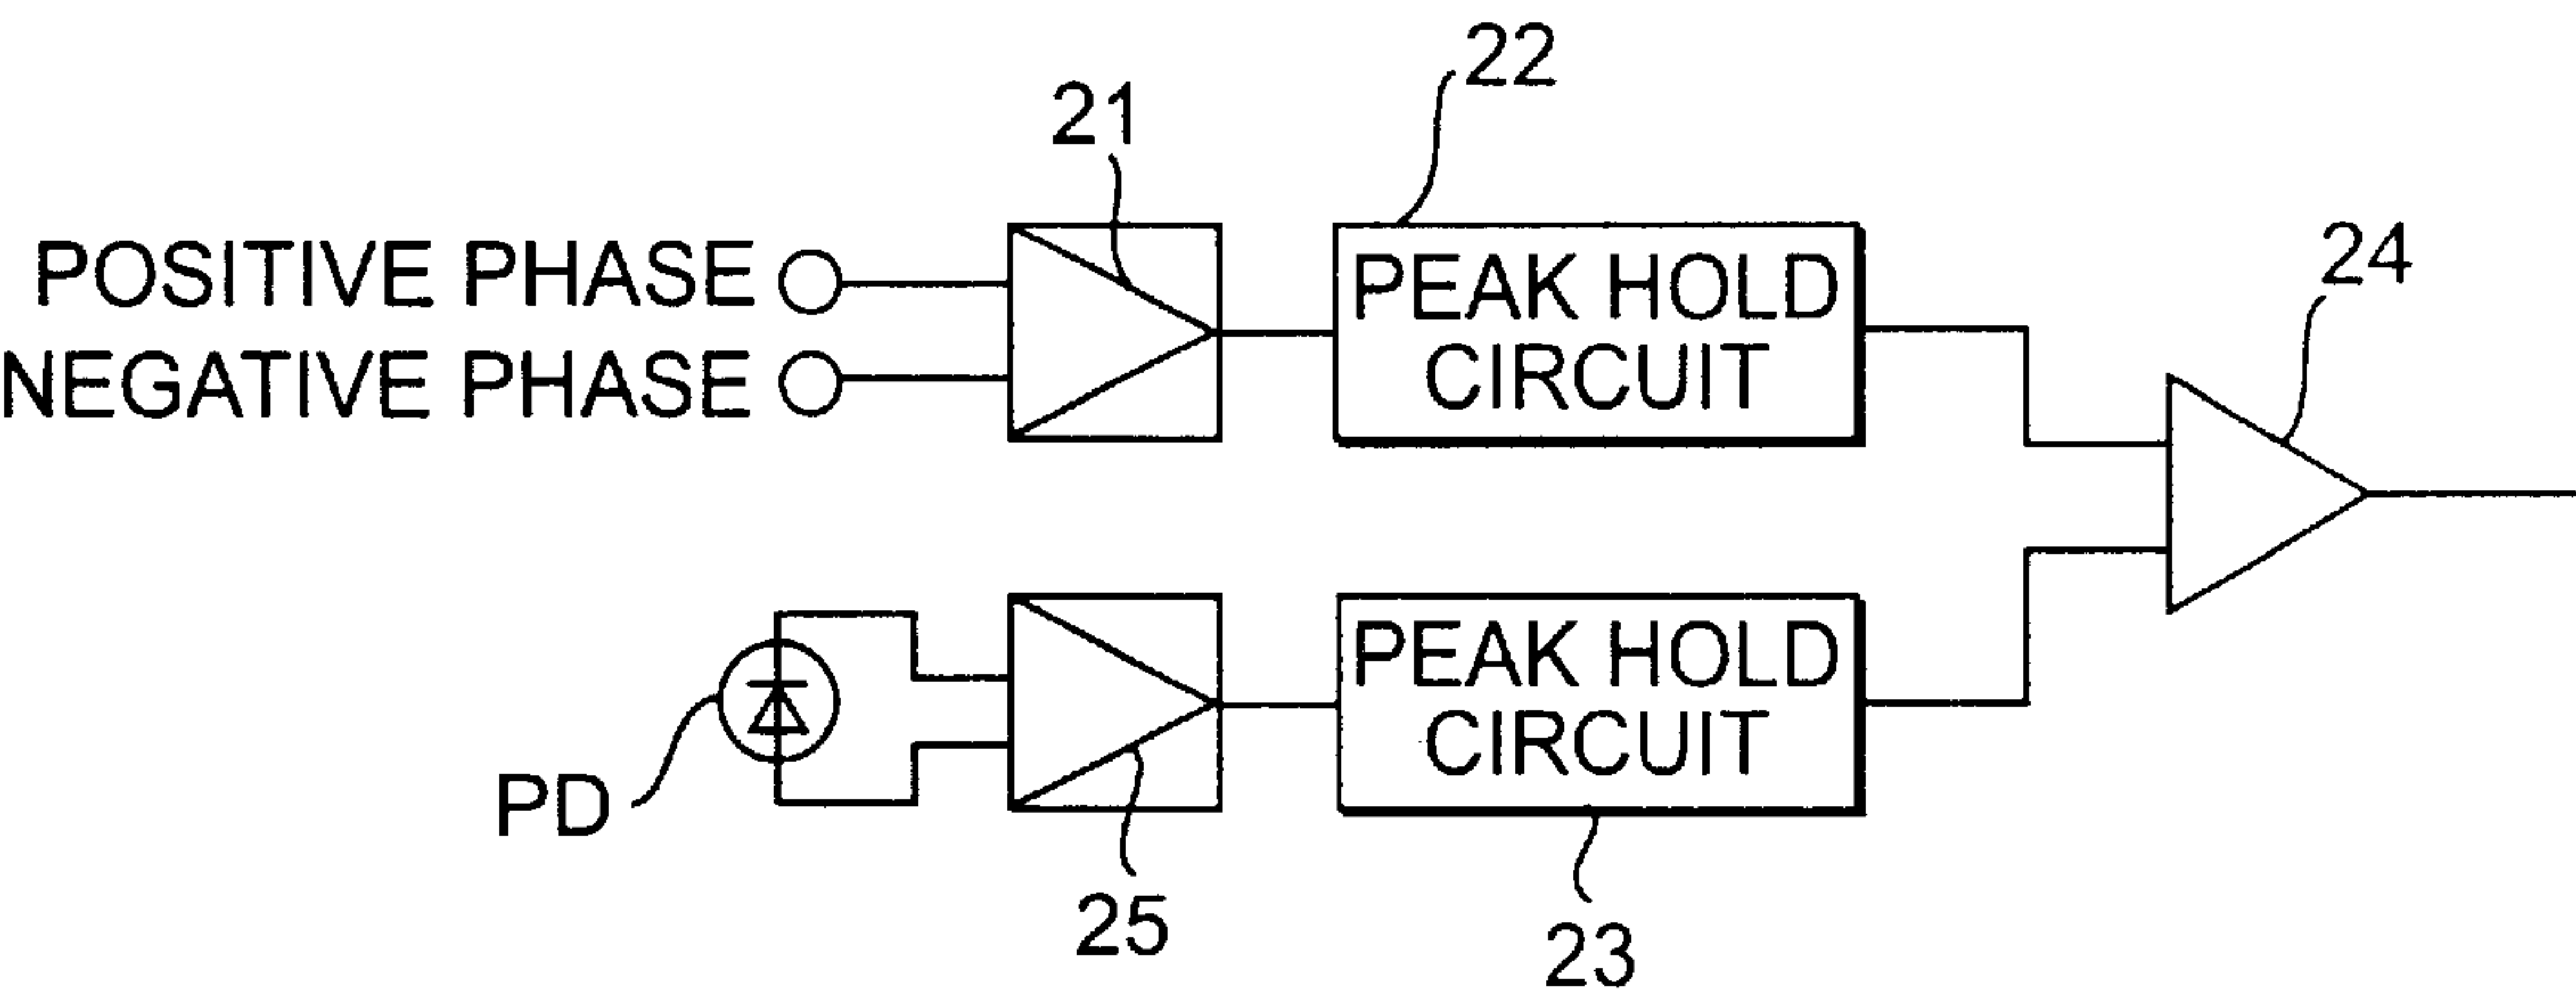 22
21
24
POSITIVE PHASE
NEGATIVE PHASE
PEAK HOLD
CIRCUIT
PEAK HOLD
CIRCUIT
PD
25
23